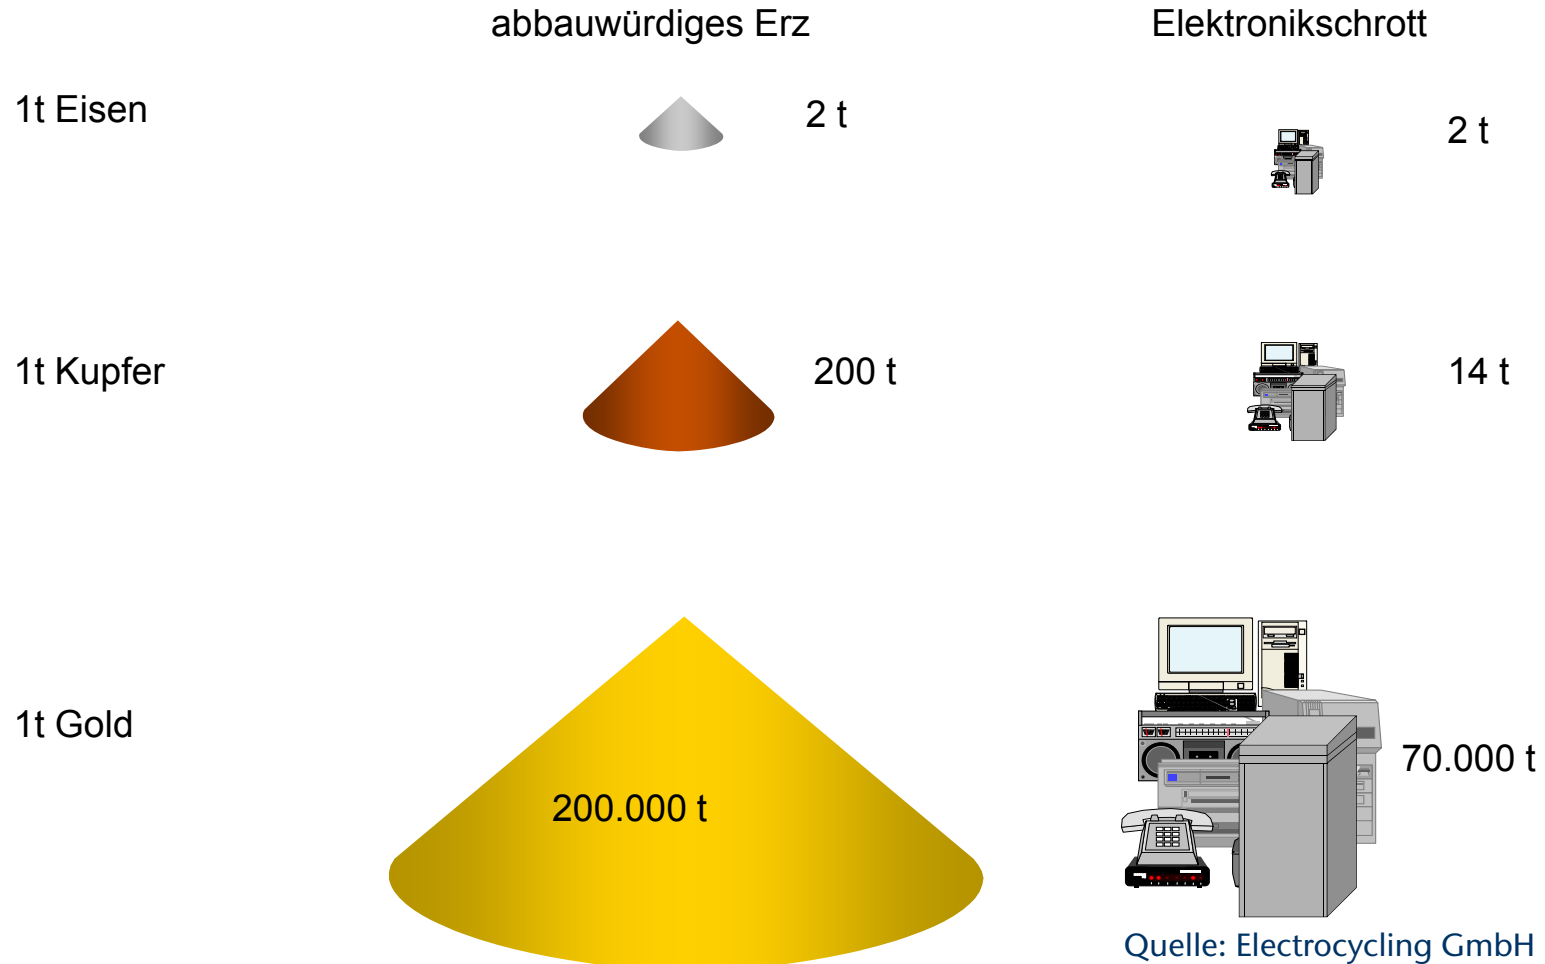 abbauwürdiges Erz
Elektronikschrott
1t Eisen
2 t
2 t
1t Kupfer
200 t
14 t
1t Gold
200.000 t
70.000 t
Quelle: Electrocycling GmbH